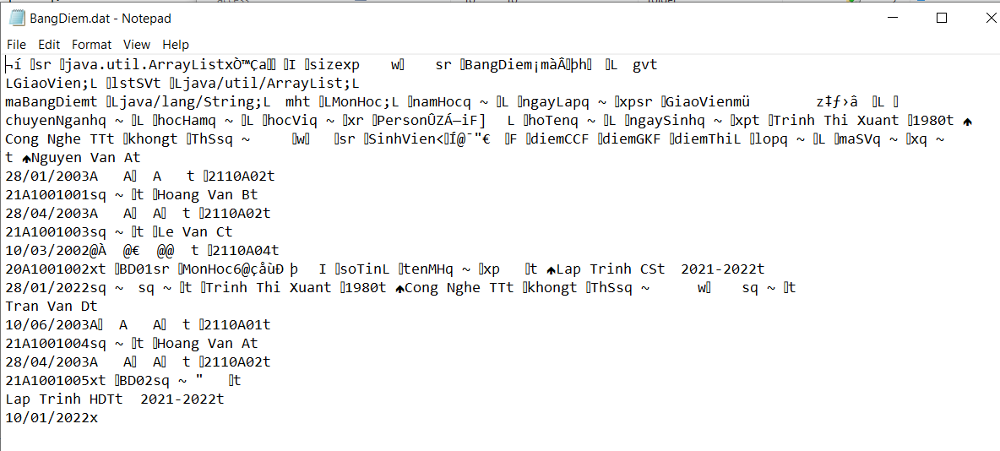 BangDiem.dat - Notepad
File Edit Format View Help
¬í ▯sr ▯java.util.ArrayListxÒ™Ça▯▯ ▯I ▯sizexp w▯ sr ▯BangDiem¡màÂ▯þh▯ ▯L gvt
LGiaoVien;L ▯lstSVt ▯Ljava/util/ArrayList;L
maBangDiemt ▯Ljava/lang/String;L mht ▯LMonHoc;L ▯namHocq ~ ▯L ▯ngayLapq ~ ▯xpsr ▯GiaoVienmü z‡ƒ›â ▯L ▯
chuyenNganhq ~ ▯L ▯hocHamq ~ ▯L ▯hocViq ~ ▯xr ▯PersonÛZÁ—iF] L ▯hoTenq ~ ▯L ▯ngaySinhq ~ ▯xpt ▯Trinh Thi Xuant ▯1980t ♠
Cong Nghe TTt ▯khongt ▯ThSsq ~ ▯w▯ ▯sr ▯SinhVien<▯Í@¯"€ ▯F ▯diemCCF ▯diemGKF ▯diemThiL ▯lopq ~ ▯L ▯maSVq ~ ▯xq ~
t ♠Nguyen Van At
28/01/2003A A▯ A t ▯2110A02t
21A1001001sq ~ ▯t ▯Hoang Van Bt
28/04/2003A A▯ A▯ t ▯2110A02t
21A1001003sq ~ ▯t ▯Le Van Ct
10/03/2002@À @€ @@ t ▯2110A04t
20A1001002xt ▯BD01sr ▯MonHoc6@çåùÐ þ I ▯soTinL ▯tenMHq ~ ▯xp ▯t ♠Lap Trinh CSt 2021-2022t
28/01/2022sq ~ sq ~ ▯t ▯Trinh Thi Xuant ▯1980t ♠Cong Nghe TTt ▯khongt ▯ThSsq ~ w▯ sq ~ ▯t
Tran Van Dt
10/06/2003A▯ A A▯ t ▯2110A01t
21A1001004sq ~ ▯t ▯Hoang Van At
28/04/2003A A▯ A▯ t ▯2110A02t
21A1001005xt ▯BD02sq ~ " ▯t
Lap Trinh HDTt 2021-2022t
10/01/2022x